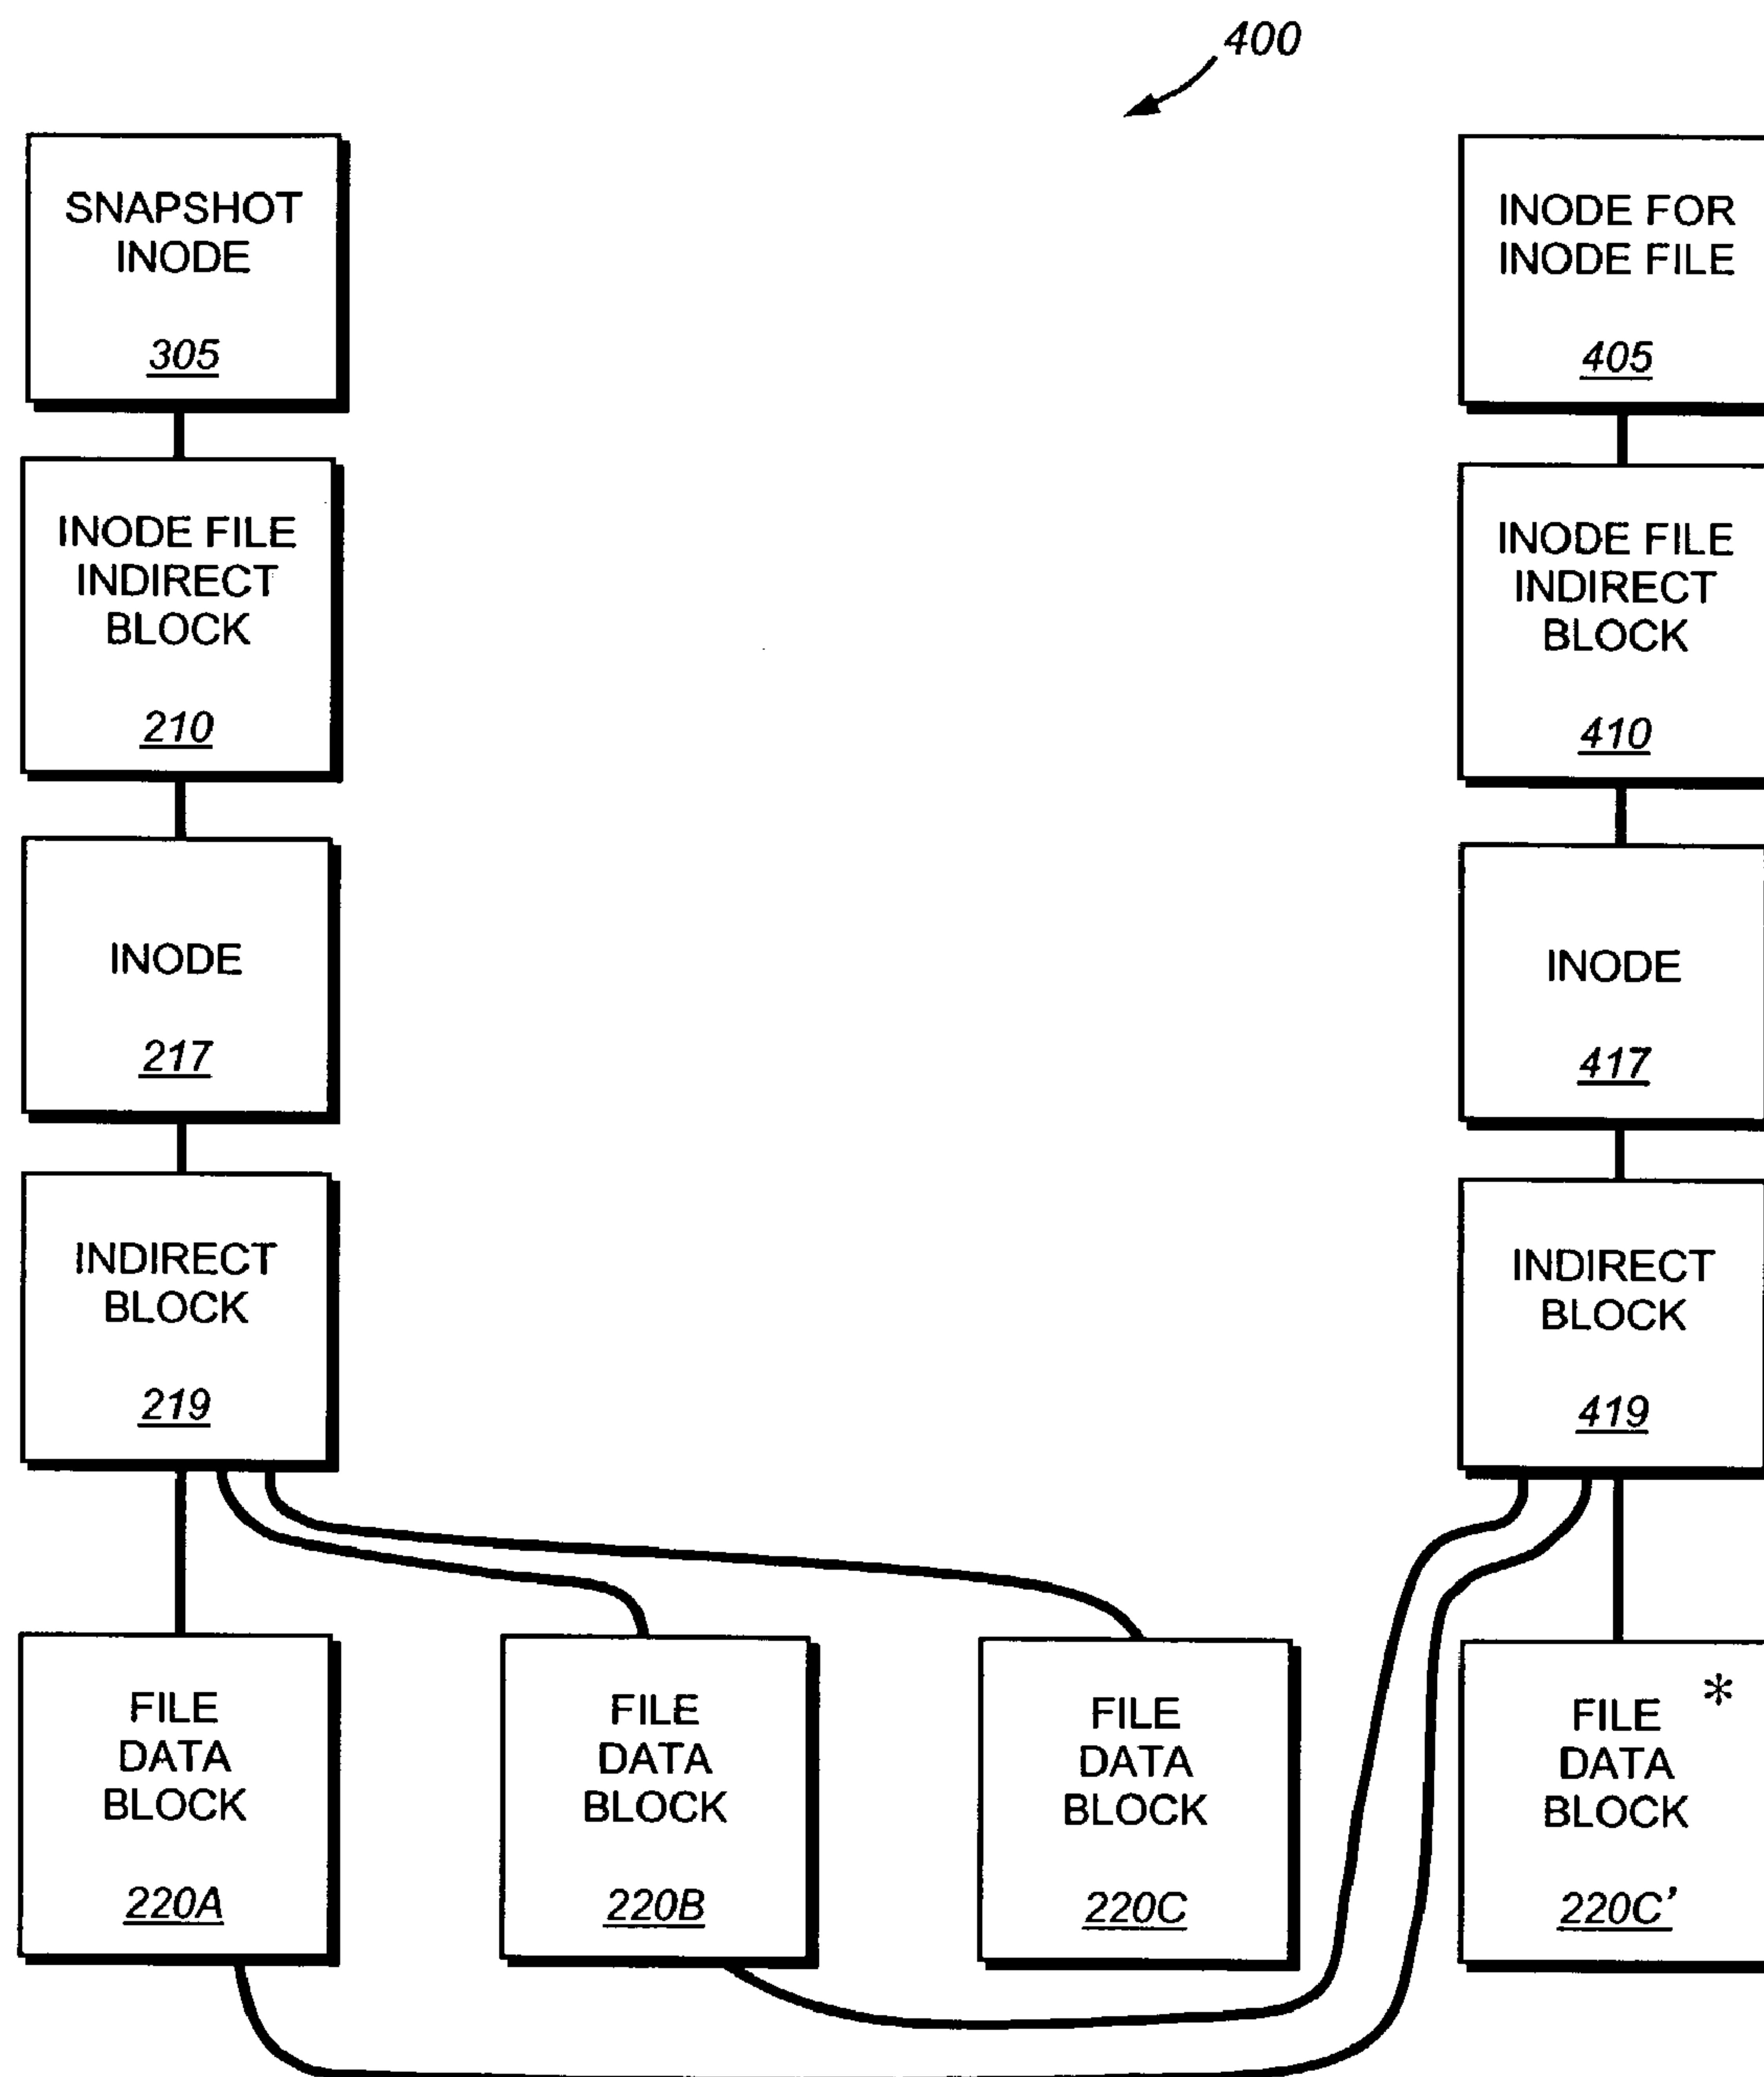 400
SNAPSHOT
INODE
305
INODE FILE
INDIRECT
BLOCK
210
INODE
217
INDIRECT
BLOCK
219
INODE FOR
INODE FILE
405
INODE FILE
INDIRECT
BLOCK
410
INODE
417
INDIRECT
BLOCK
419
FILE
DATA
BLOCK
220A
FILE
DATA
BLOCK
220B
FILE
DATA
BLOCK
220C
*
FILE
DATA
BLOCK
220C'